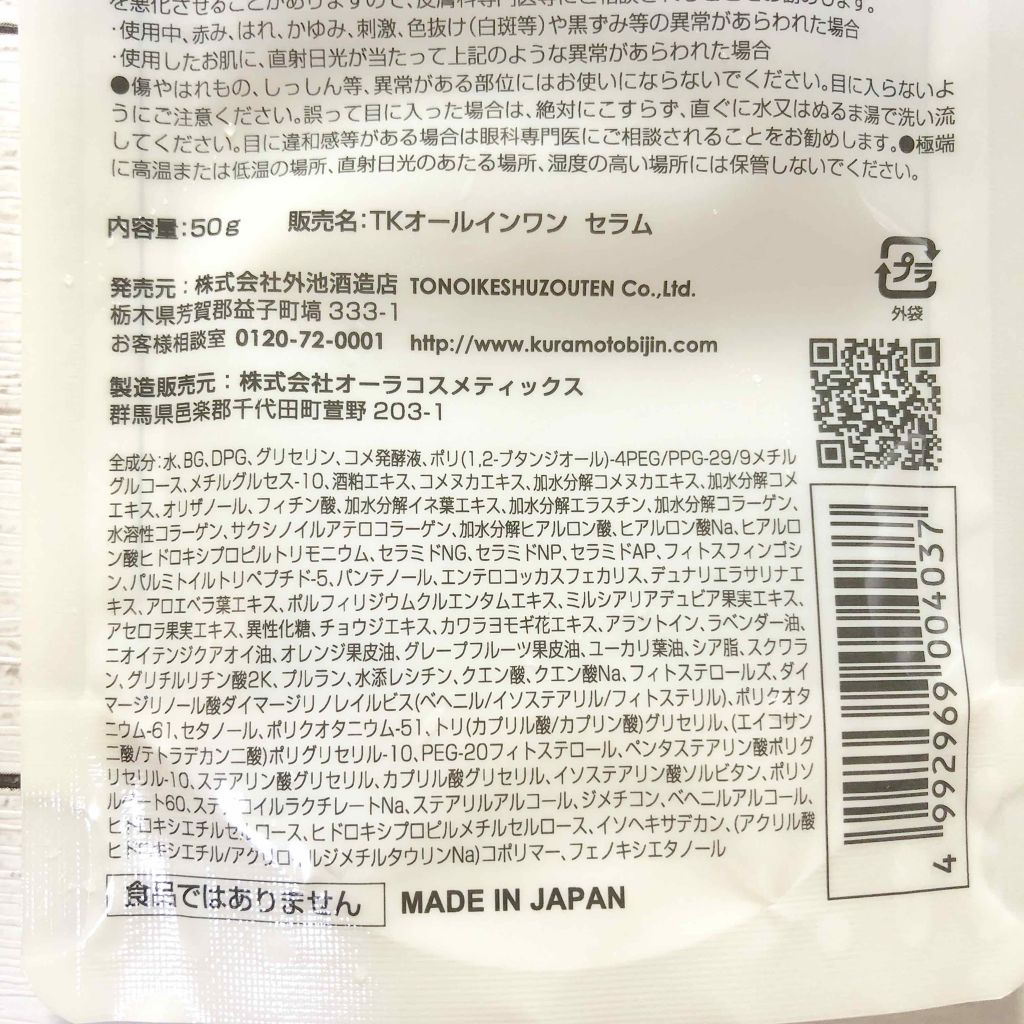 を悪化させることがありますので、皮膚科専門医等にご相談されることをお勧めします。
・使用中、赤み、はれ、かゆみ、刺激、色抜け(白斑等)や黒ずみ等の異常があらわれた場合
・使用したお肌に、直射日光が当たって上記のような異常があらわれた場合
●傷やはれもの、しっしん等、異常がある部位にはお使いにならないでください。目に入らないよ
うにご注意ください。誤って目に入った場合は、絶対にこすらず、直ぐに水又はぬるま湯で洗い流
してください。目に違和感等がある場合は眼科専門医にご相談されることをお勧めします。●極端
に高温または低温の場所、直射日光のあたる場所、湿度の高い場所には保管しないでください。
内容量:50g 販売名:TKオールインワン セラム
プラ
外袋
発売元:株式会社外池酒造店 TONOIKESHUZOUTEN Co.,Ltd.
栃木県芳賀郡益子町塙 333-1
お客様相談室 0120-72-0001 http://www.kuramotobijin.com
製造販売元:株式会社オーラコスメティックス
群馬県邑楽郡千代田町萱野 203-1
全成分:水、BG、DPG、グリセリン、コメ発酵液、ポリ(1,2-ブタンジオール)-4PEG/PPG-29/9メチル
グルコース、メチルグルセス-10、酒粕エキス、コメヌカエキス、加水分解コメヌカエキス、加水分解コメ
エキス、オリザノール、フィチン酸、加水分解イネ葉エキス、加水分解エラスチン、加水分解コラーゲン、
水溶性コラーゲン、サクシノイルアテロコラーゲン、加水分解ヒアルロン酸、ヒアルロン酸Na、ヒアルロ
ン酸ヒドロキシプロピルトリモニウム、セラミドNG、セラミドNP、セラミドAP、フィトスフィンゴシ
ン、パルミトイルトリペプチド-5、パンテノール、エンテロコッカスフェカリス、デュナリエラサリナエ
キス、アロエベラ葉エキス、ポルフィリジウムクルエンタムエキス、ミルシアリアデュビア果実エキス、
アセロラ果実エキス、異性化糖、チョウジエキス、カワラヨモギ花エキス、アラントイン、ラベンダー油、
ニオイテンジクアオイ油、オレンジ果皮油、グレープフルーツ果皮油、ユーカリ葉油、シア脂、スクワラ
ン、グリチルリチン酸2K、プルラン、水添レシチン、クエン酸、クエン酸Na、フィトステロールズ、ダイ
マージリノール酸ダイマージリノレイルビス(ベヘニル/イソステアリル/フィトステリル)、ポリクオタ
ニウム-61、セタノール、ポリクオタニウム-51、トリ(カプリル酸/カプリン酸)グリセリル、(エイコサン
二酸/テトラデカン二酸)ポリグリセリル-10、PEG-20フィトステロール、ペンタステアリン酸ポリグ
リセリル-10、ステアリン酸グリセリル、カプリル酸グリセリル、イソステアリン酸ソルビタン、ポリソ
ルベート60、ステアロイルラクチレートNa、ステアリルアルコール、ジメチコン、ベヘニルアルコール、
ヒドロキシエチルセルロース、ヒドロキシプロピルメチルセルロース、イソヘキサデカン、(アクリル酸
ヒドロキシエチル/アクリロイルジメチルタウリンNa)コポリマー、フェノキシエタノール
4992969004037
食品ではありません MADE IN JAPAN